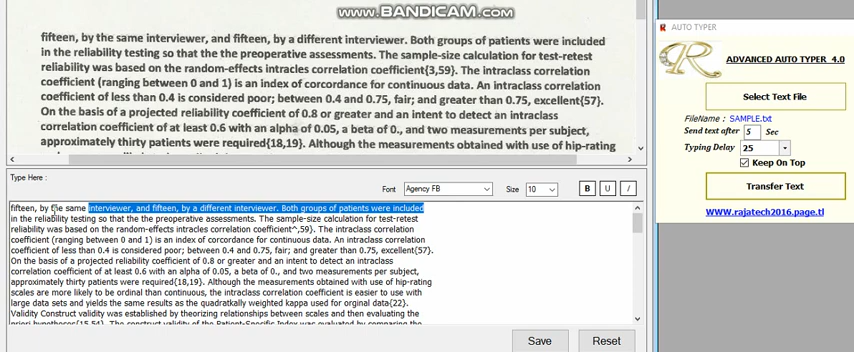 www.BANDICAM.com
fifteen, by the same interviewer, and fifteen, by a different interviewer. Both groups of patients were included
in the reliability testing so that the the preoperative assessments. The sample-size calculation for test-retest
reliability was based on the random-effects intracles correlation coefficient{3,59}. The intraclass correlation
coefficient (ranging between 0 and 1) is an index of corcordance for continuous data. An intraclass correlation
coefficient of less than 0.4 is considered poor; between 0.4 and 0.75, fair; and greater than 0.75, excellent{57}.
On the basis of a projected reliability coefficient of 0.8 or greater and an intent to detect an intraclass
correlation coefficient of at least 0.6 with an alpha of 0.05, a beta of 0., and two measurements per subject,
approximately thirty patients were required{18,19}. Although the measurements obtained with use of hip-rating
Type Here :
Font Agency FB Size 10 B U /
fifteen, by the same interviewer, and fifteen, by a different interviewer. Both groups of patients were included
in the reliability testing so that the the preoperative assessments. The sample-size calculation for test-retest
reliability was based on the random-effects intracles correlation coefficient^,59}. The intraclass correlation
coefficient (ranging between 0 and 1) is an index of corcordance for continuous data. An intraclass correlation
coefficient of less than 0.4 is considered poor; between 0.4 and 0.75, fair; and greater than 0.75, excellent{57}.
On the basis of a projected reliability coefficient of 0.8 or greater and an intent to detect an intraclass
correlation coefficient of at least 0.6 with an alpha of 0.05, a beta of 0., and two measurements per subject,
approximately thirty patients were required{18,19}. Although the measurements obtained with use of hip-rating
scales are more likely to be ordinal than continuous, the intraclass correlation coefficient is easier to use with
large data sets and yields the same results as the quadratkally weighted kappa used for orginal data{22}.
Validity Construct validity was established by theorizing relationships between scales and then evaluating the
priori hypotheses{15,54}. The construct validity of the Patient-Specific Index was evaluated by comparing the
Save Reset
AUTO TYPER
R ADVANCED AUTO TYPER 4.0
Select Text File
FileName : SAMPLE.txt
Send text after 5 Sec
Typing Delay 25
Keep On Top
Transfer Text
WWW.rajatech2016.page.tl